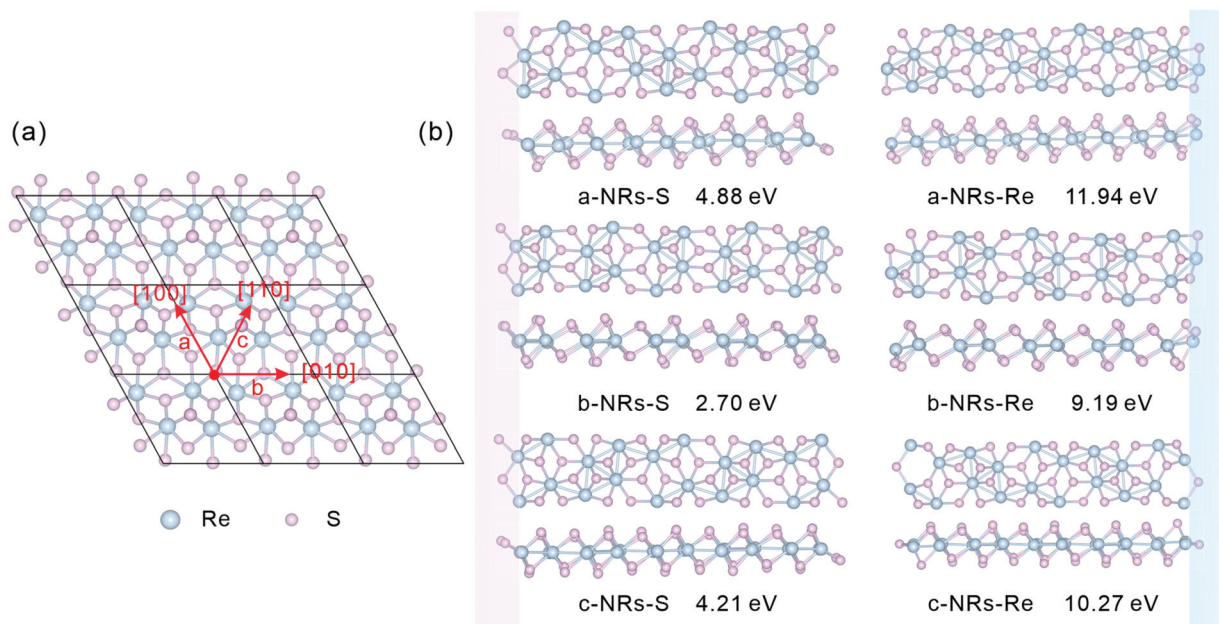 (a)
(b)
[100]
[110]
a
c
b
[010]
Re
S
a-NRs-S 4.88 eV
a-NRs-Re 11.94 eV
b-NRs-S 2.70 eV
b-NRs-Re 9.19 eV
c-NRs-S 4.21 eV
c-NRs-Re 10.27 eV